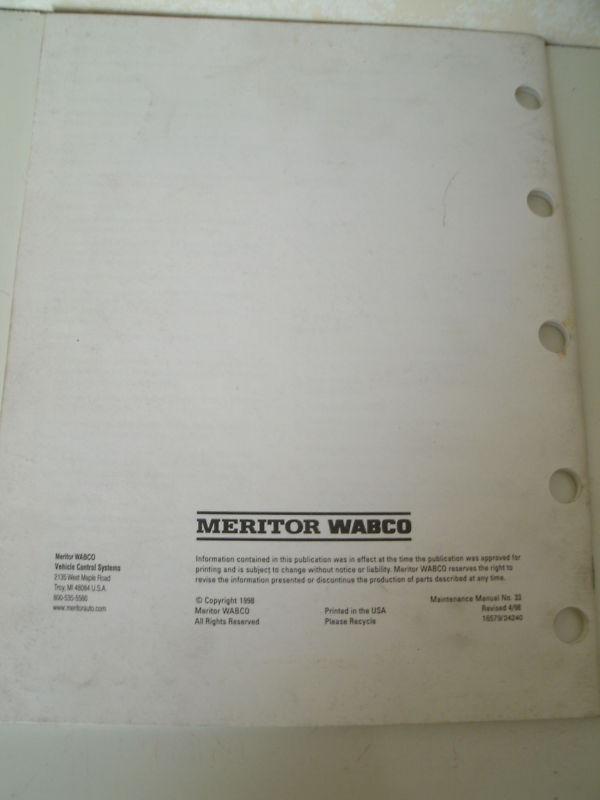 MERITOR WABCO
Meritor WABCO
Vehicle Control Systems
2135 West Maple Road
Troy, MI 48084 U.S.A.
800-535-5560
www.meritorauto.com
Information contained in this publication was in effect at the time the publication was approved for
printing and is subject to change without notice or liability. Meritor WABCO reserves the right to
revise the information presented or discontinue the production of parts described at any time.
© Copyright 1998
Meritor WABCO
All Rights Reserved
Printed in the USA
Please Recycle
Maintenance Manual No. 33
Revised 4/98
16579/24240